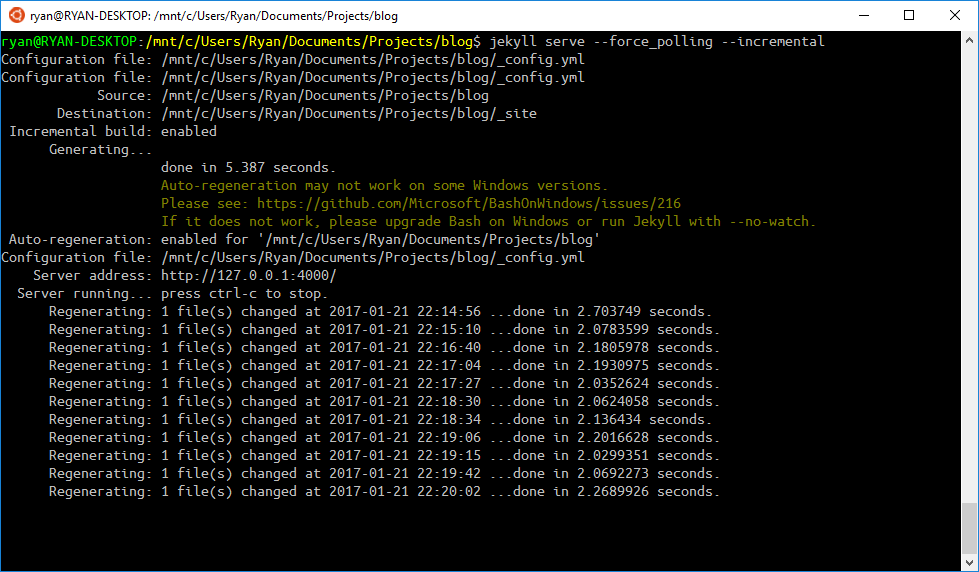 ryan@RYAN-DESKTOP: /mnt/c/Users/Ryan/Documents/Projects/blog
ryan@RYAN-DESKTOP:/mnt/c/Users/Ryan/Documents/Projects/blog$ jekyll serve --force_polling --incremental
Configuration file: /mnt/c/Users/Ryan/Documents/Projects/blog/_config.yml
Configuration file: /mnt/c/Users/Ryan/Documents/Projects/blog/_config.yml
Source: /mnt/c/Users/Ryan/Documents/Projects/blog
Destination: /mnt/c/Users/Ryan/Documents/Projects/blog/_site
Incremental build: enabled
Generating...
done in 5.387 seconds.
Auto-regeneration may not work on some Windows versions.
Please see: https://github.com/Microsoft/BashOnWindows/issues/216
If it does not work, please upgrade Bash on Windows or run Jekyll with --no-watch.
Auto-regeneration: enabled for '/mnt/c/Users/Ryan/Documents/Projects/blog'
Configuration file: /mnt/c/Users/Ryan/Documents/Projects/blog/_config.yml
Server address: http://127.0.0.1:4000/
Server running... press ctrl-c to stop.
Regenerating: 1 file(s) changed at 2017-01-21 22:14:56 ...done in 2.703749 seconds.
Regenerating: 1 file(s) changed at 2017-01-21 22:15:10 ...done in 2.0783599 seconds.
Regenerating: 1 file(s) changed at 2017-01-21 22:16:40 ...done in 2.1805978 seconds.
Regenerating: 1 file(s) changed at 2017-01-21 22:17:04 ...done in 2.1930975 seconds.
Regenerating: 1 file(s) changed at 2017-01-21 22:17:27 ...done in 2.0352624 seconds.
Regenerating: 1 file(s) changed at 2017-01-21 22:18:30 ...done in 2.0624058 seconds.
Regenerating: 1 file(s) changed at 2017-01-21 22:18:34 ...done in 2.136434 seconds.
Regenerating: 1 file(s) changed at 2017-01-21 22:19:06 ...done in 2.2016628 seconds.
Regenerating: 1 file(s) changed at 2017-01-21 22:19:15 ...done in 2.0299351 seconds.
Regenerating: 1 file(s) changed at 2017-01-21 22:19:42 ...done in 2.0692273 seconds.
Regenerating: 1 file(s) changed at 2017-01-21 22:20:02 ...done in 2.2689926 seconds.